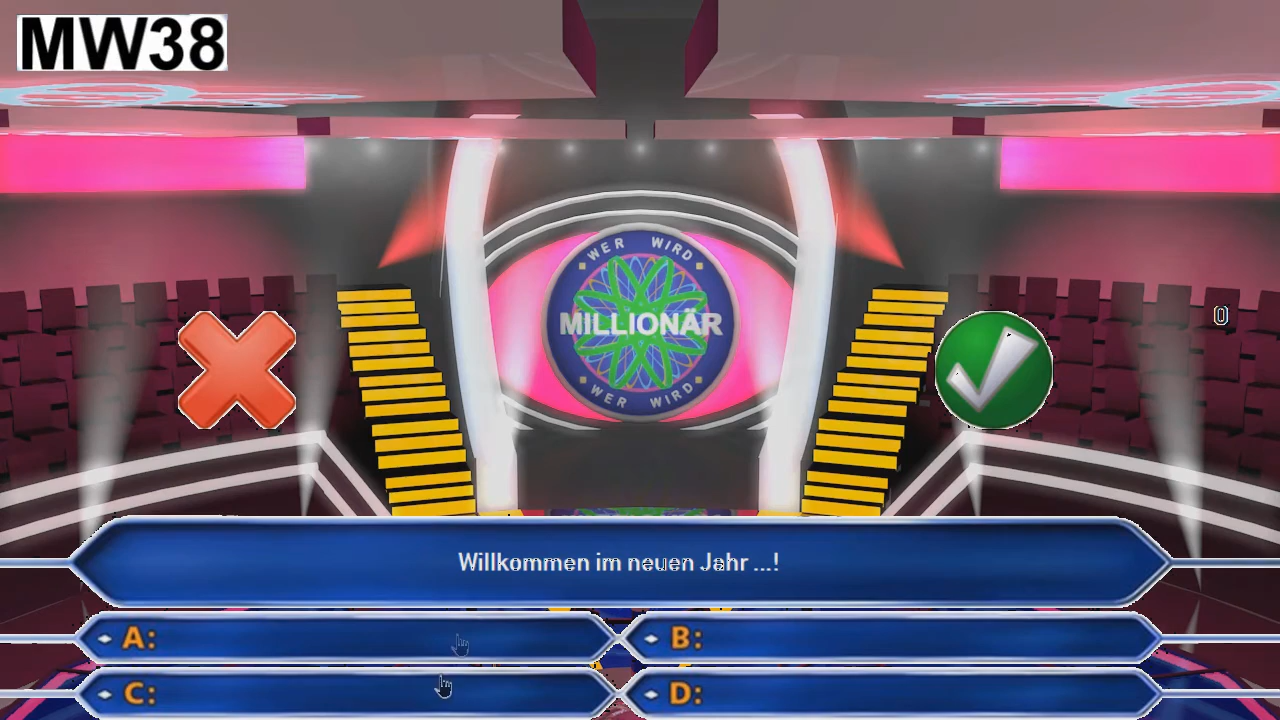 MW38
WER WIRD
MILLIONÄR
WER WIRD
0
Willkommen im neuen Jahr ...!
A:
B:
C:
D: